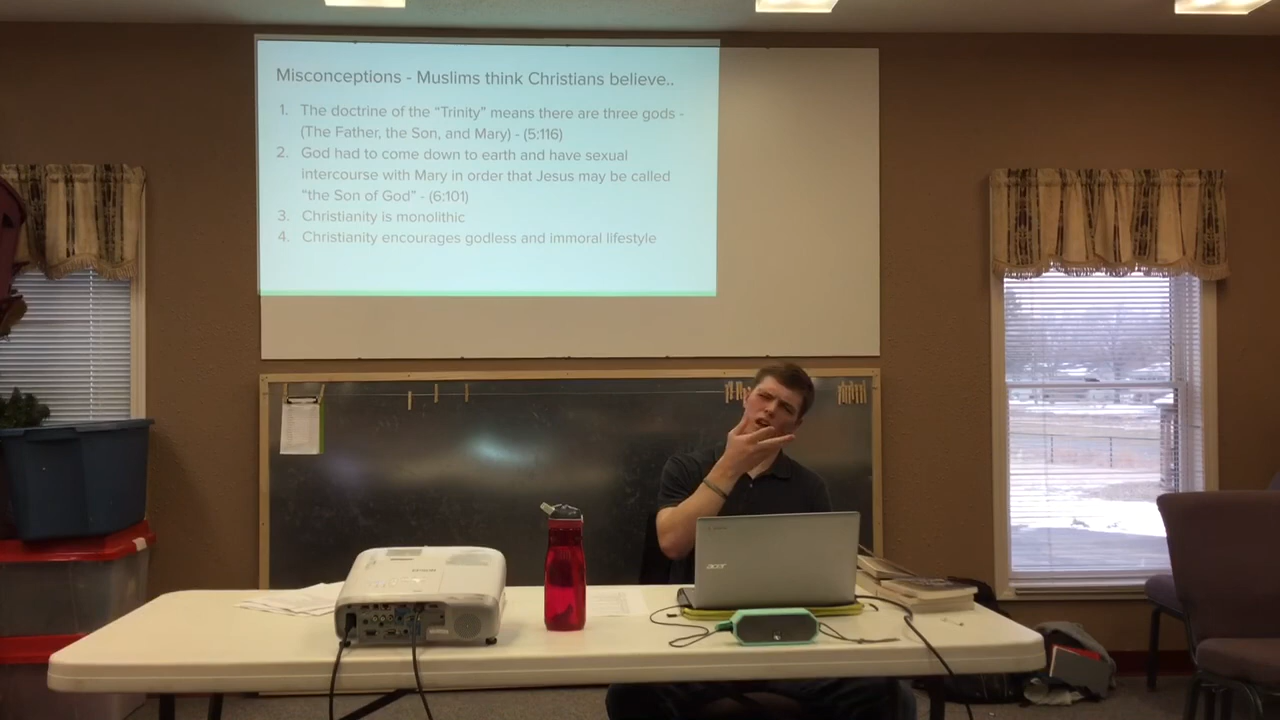 Misconceptions - Muslims think Christians believe..
1. The doctrine of the “Trinity” means there are three gods -
(The Father, the Son, and Mary) - (5:116)
2. God had to come down to earth and have sexual
intercourse with Mary in order that Jesus may be called
“the Son of God” - (6:101)
3. Christianity is monolithic
4. Christianity encourages godless and immoral lifestyle
acer